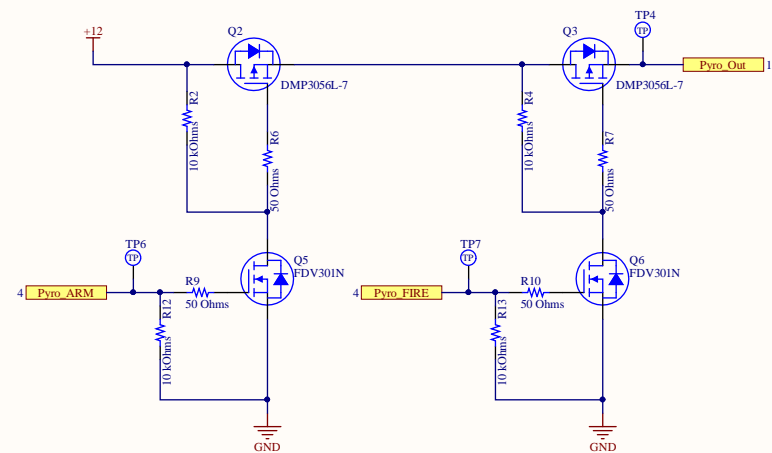 +12
Q2
Q3
TP4
TP
Pyro_Out
1
DMP3056L-7
DMP3056L-7
R2
10 kOhms
R6
50 Ohms
R4
10 kOhms
R7
50 Ohms
TP6
TP
Q5
FDV301N
TP7
TP
Q6
FDV301N
4
Pyro_ARM
R9
50 Ohms
R12
10 kOhms
4
Pyro_FIRE
R10
50 Ohms
R13
10 kOhms
GND
GND